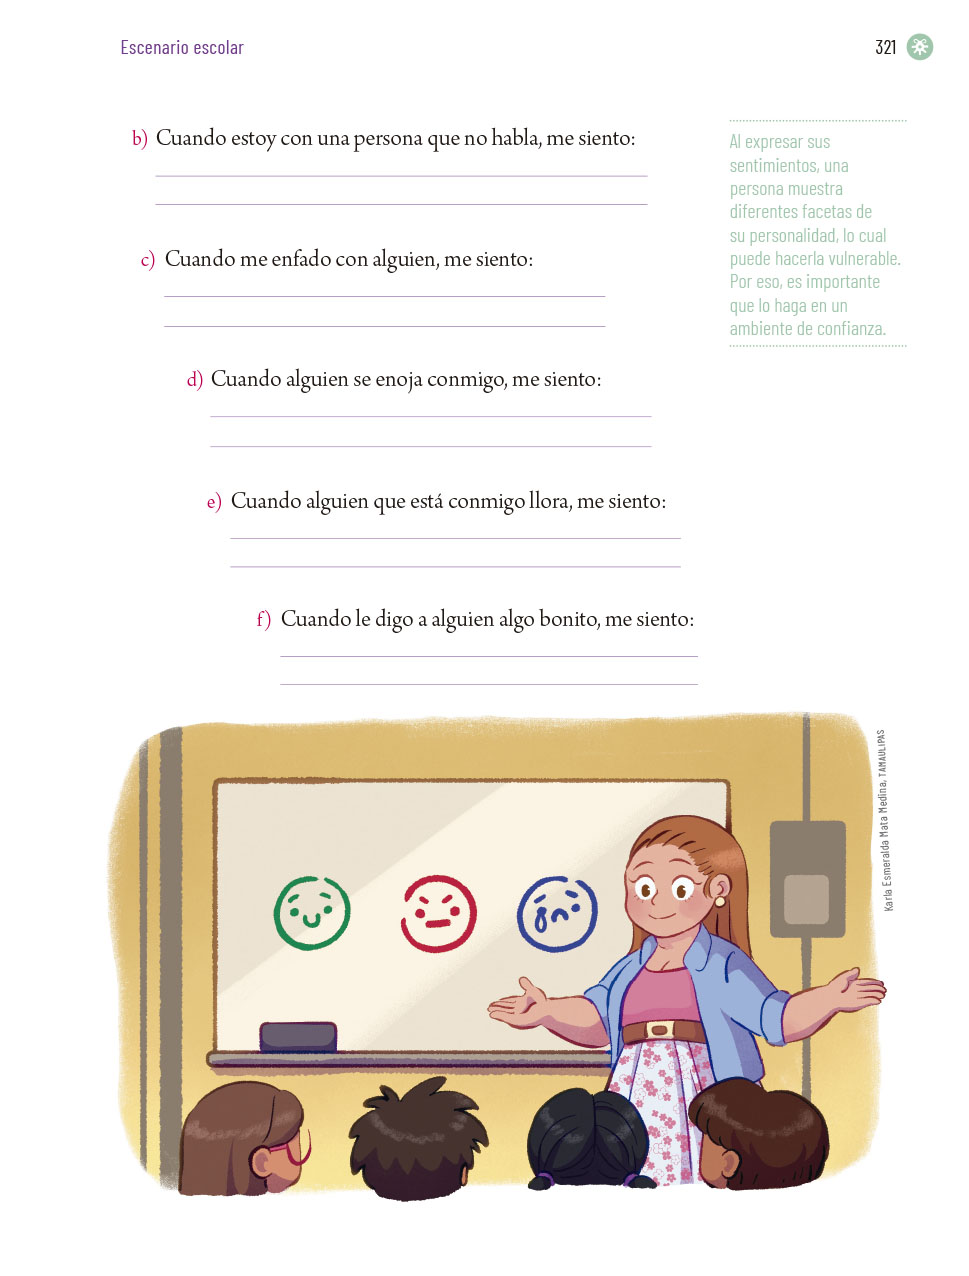 Escenario escolar
321
b) Cuando estoy con una persona que no habla, me siento:
c) Cuando me enfado con alguien, me siento:
d) Cuando alguien se enoja conmigo, me siento:
e) Cuando alguien que está conmigo llora, me siento:
f) Cuando le digo a alguien algo bonito, me siento:
Al expresar sus
sentimientos, una
persona muestra
diferentes facetas de
su personalidad, lo cual
puede hacerla vulnerable.
Por eso, es importante
que lo haga en un
ambiente de confianza.
Karla Esmeralda Mata Medina, TAMAULIPAS